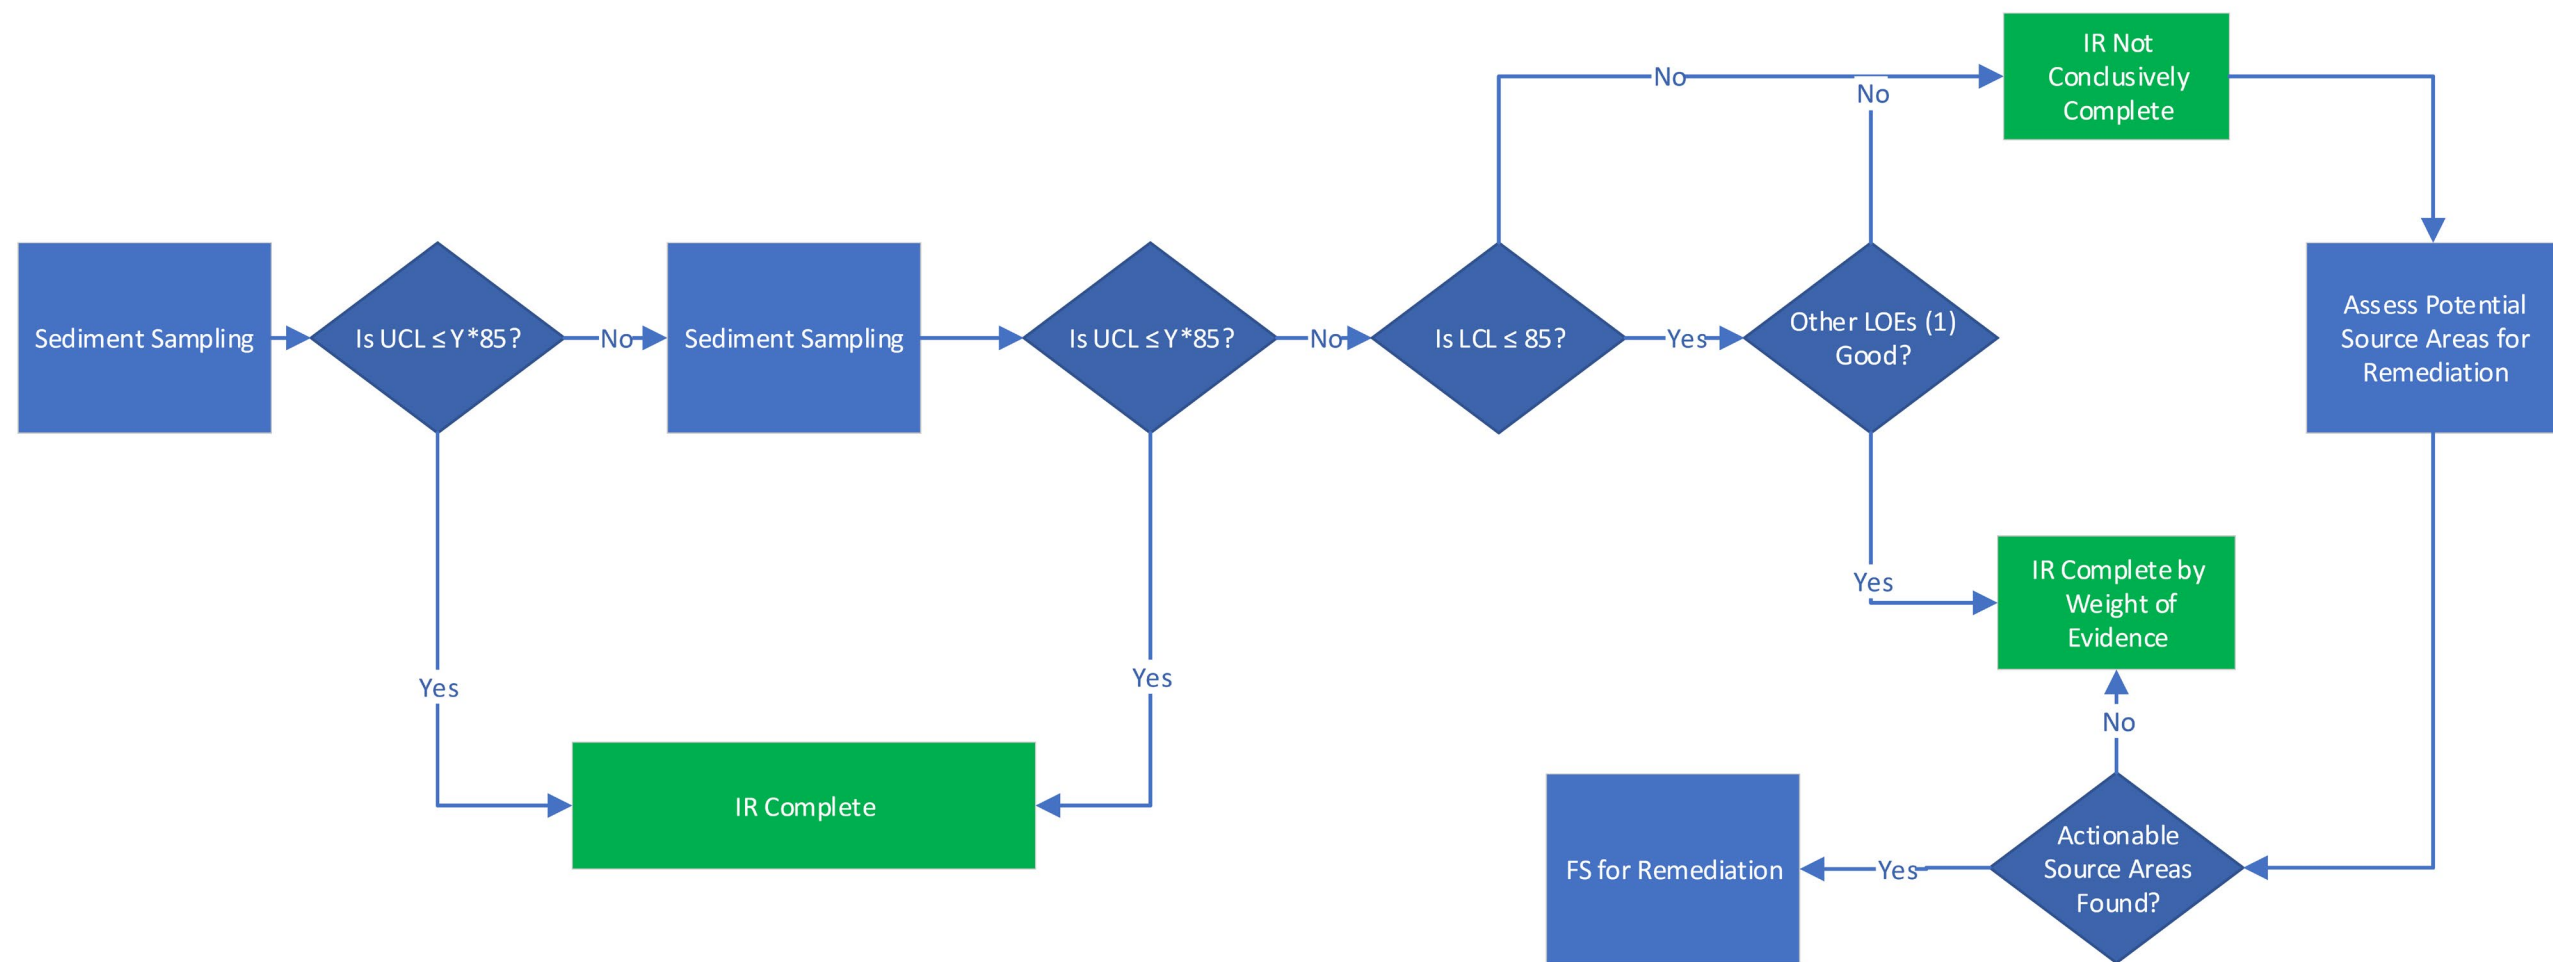 IR Not
Conclusively
Complete
No
No
Sediment Sampling
Is UCL ≤ Y*85?
No
Sediment Sampling
Is UCL ≤ Y*85?
No
Is LCL ≤ 85?
Yes
Other LOEs (1)
Good?
Assess Potential
Source Areas for
Remediation
Yes
IR Complete by
Weight of
Evidence
Yes
Yes
No
IR Complete
FS for Remediation
Yes
Actionable
Source Areas
Found?